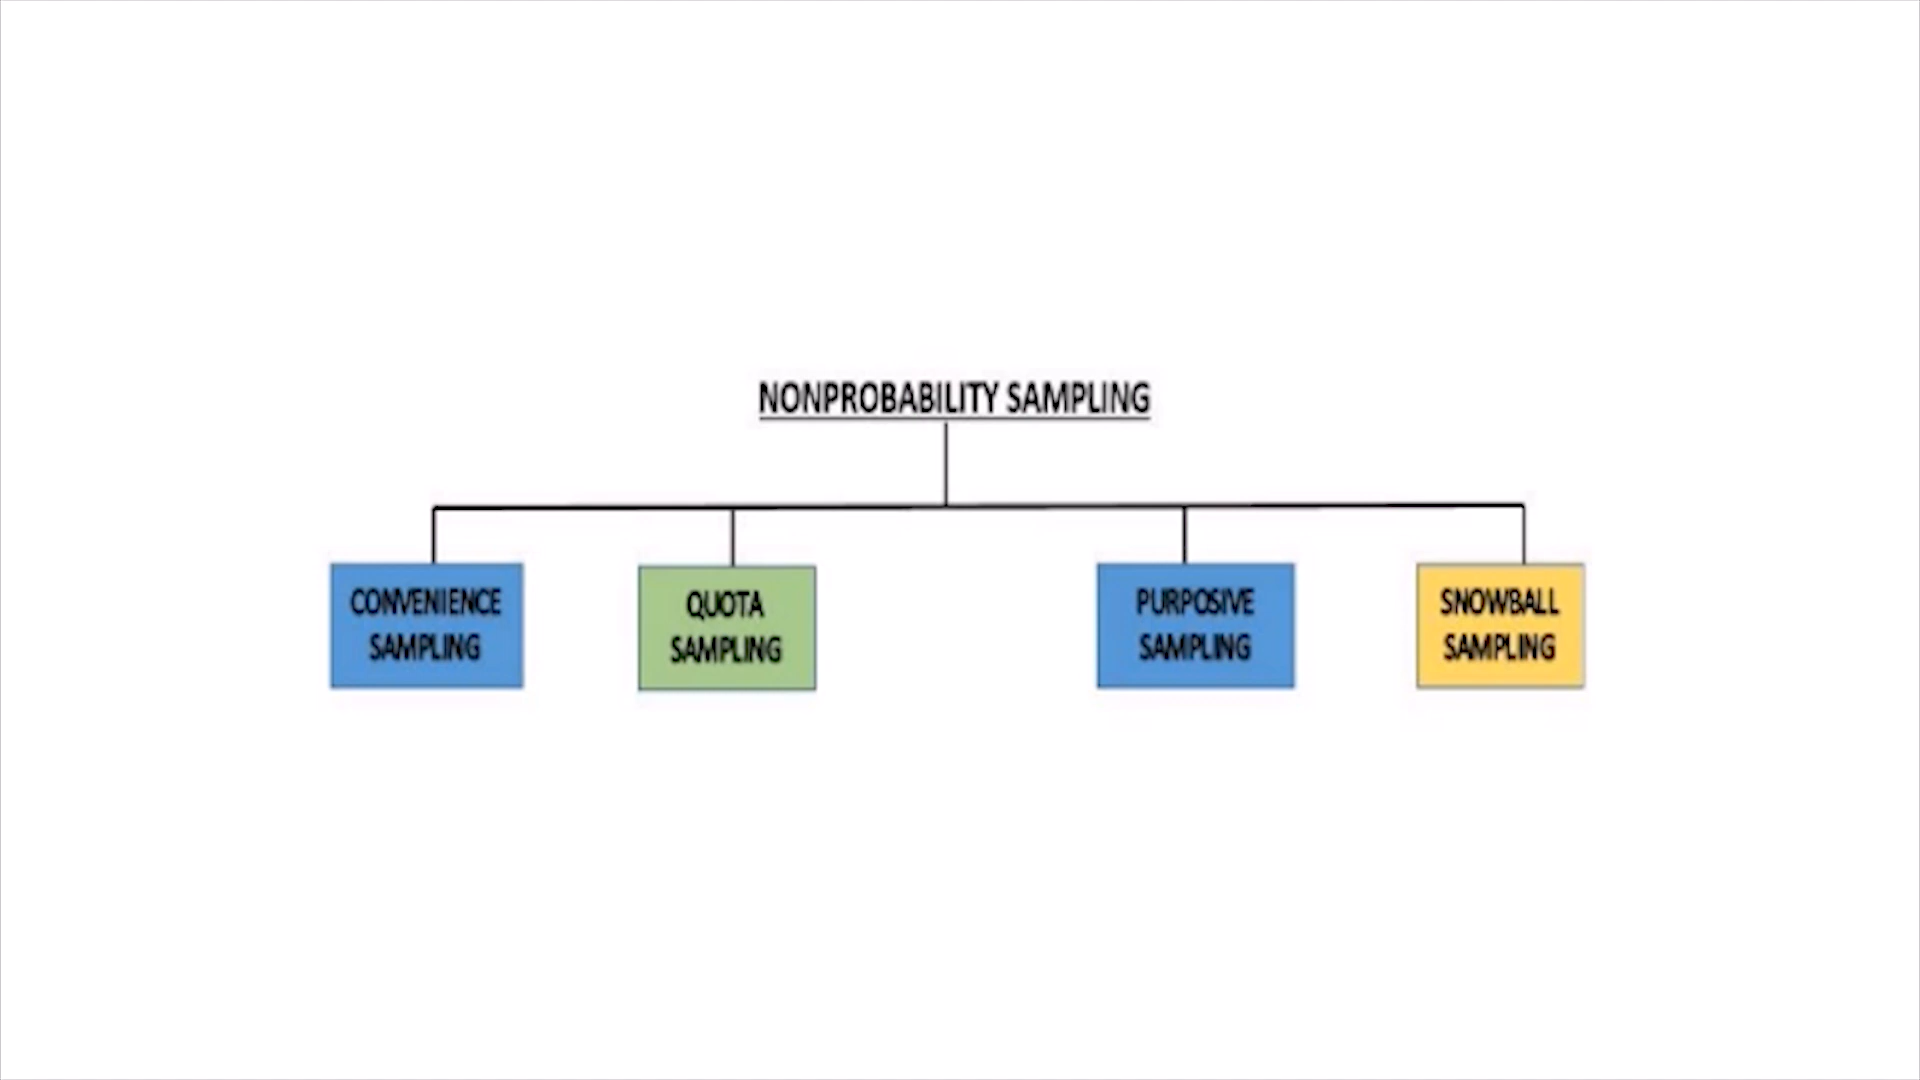 NONPROBABILITY SAMPLING
CONVENIENCE
SAMPLING
QUOTA
SAMPLING
PURPOSIVE
SAMPLING
SNOWBALL
SAMPLING